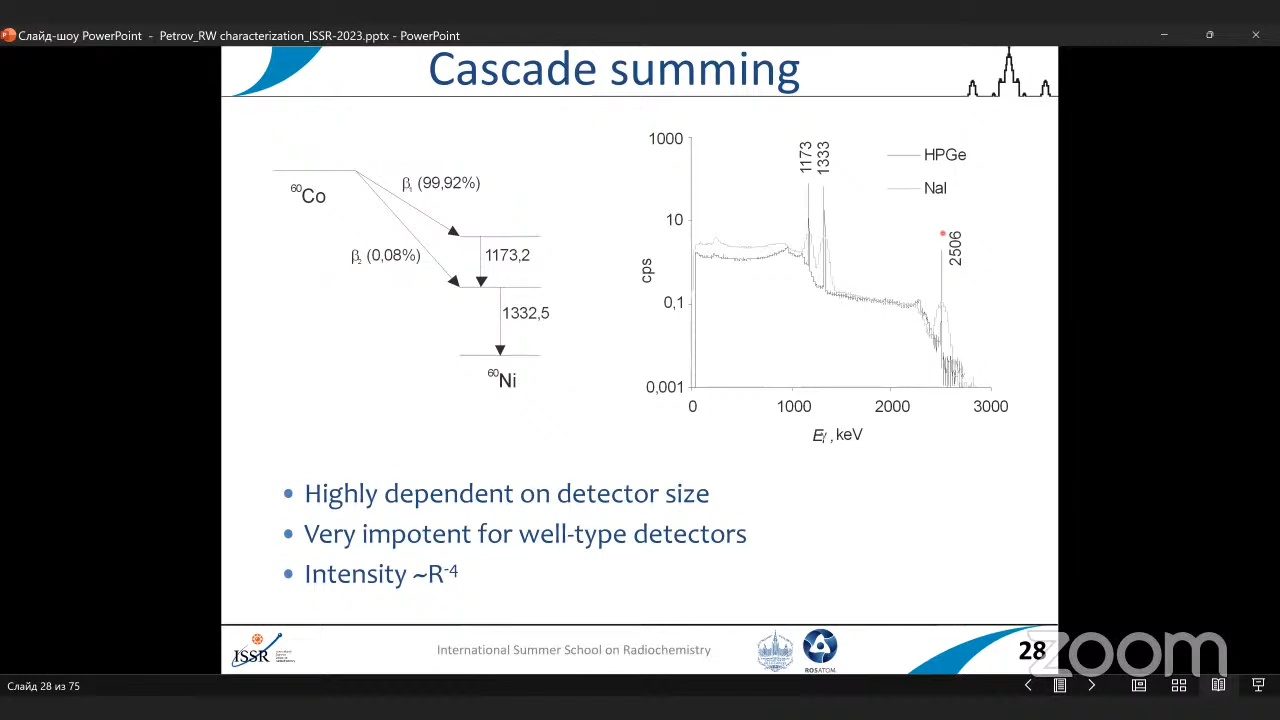 Слайд-шоу PowerPoint - Petrov_RW characterization_ISSR-2023.pptx - PowerPoint
Cascade summing
60Co
β1 (99,92%)
β2 (0,08%)
1173,2
1332,5
60Ni
1000
10
0,1
0,001
cps
0
1000
2000
3000
Eγ, keV
1173
1333
2506
HPGe
NaI
• Highly dependent on detector size
• Very impotent for well-type detectors
• Intensity ~R-4
ISSR
International Summer School on Radiochemistry
ROSATOM
28
zoom
Слайд 28 из 75